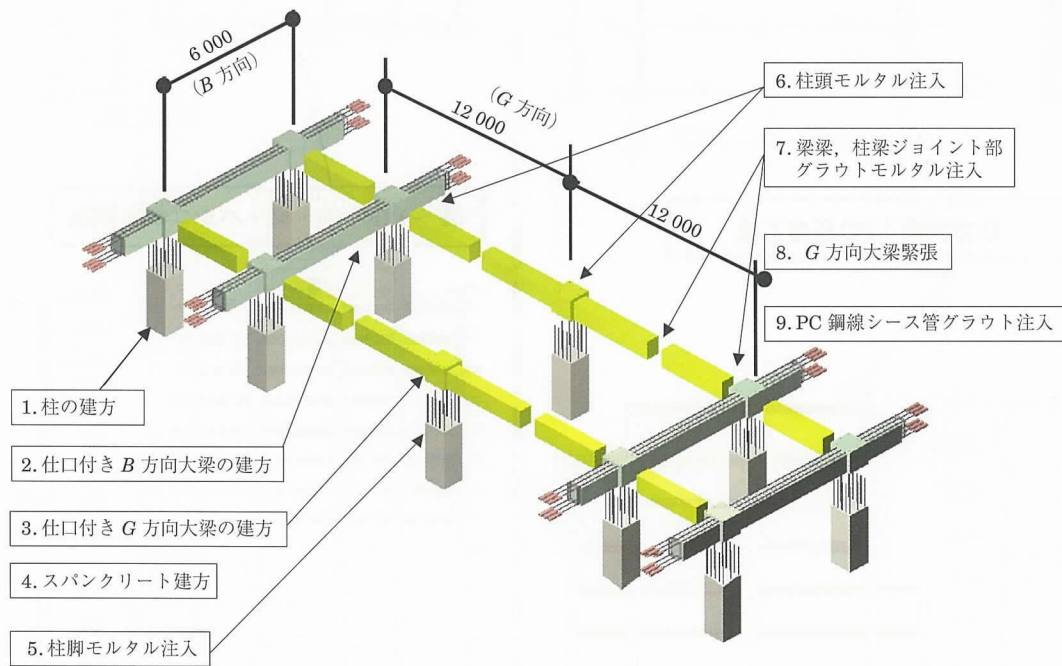 6 000
(B 方向)
(G 方向)
12 000
12 000
6.柱頭モルタル注入
7.梁梁，柱梁ジョイント部
グラウトモルタル注入
8. G 方向大梁緊張
9.PC 鋼線シース管グラウト注入
1.柱の建方
2.仕口付き B 方向大梁の建方
3.仕口付き G 方向大梁の建方
4.スパンクリート建方
5.柱脚モルタル注入